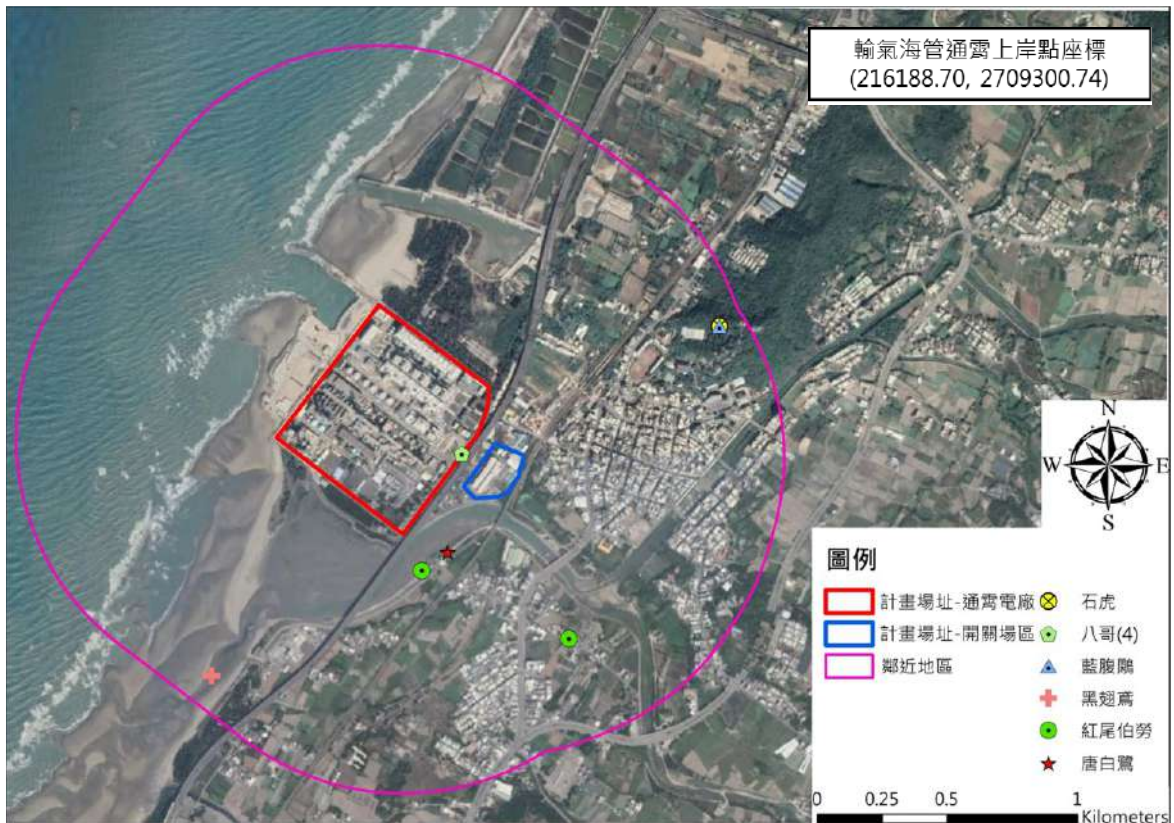 輸氣海管通霄上岸點座標
(216188.70, 2709300.74)
N
W
E
S
圖例
計畫場址-通霄電廠
計畫場址-開關場區
鄰近地區
石虎
八哥(4)
藍腹鷴
黑翅鳶
紅尾伯勞
唐白鷺
0 0.25 0.5 1
Kilometers